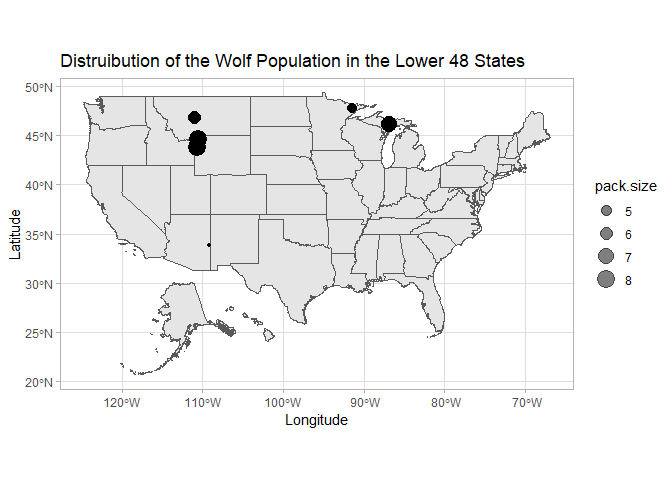 Distruibution of the Wolf Population in the Lower 48 States
50°N
45°N
40°N
35°N
30°N
25°N
20°N
Latitude
120°W 110°W 100°W 90°W 80°W 70°W
Longitude
pack.size
5
6
7
8